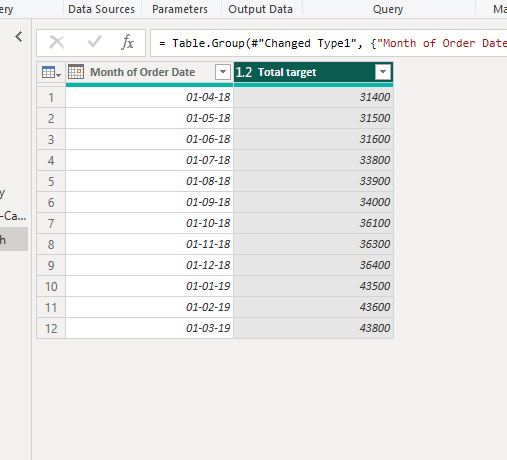 ery Data Sources Parameters Output Data Query Ma
fx = Table.Group(#"Changed Type1", {"Month of Order Date
Month of Order Date 1.2 Total target
1 01-04-18 31400
2 01-05-18 31500
3 01-06-18 31600
4 01-07-18 33800
5 01-08-18 33900
6 01-09-18 34000
7 01-10-18 36100
8 01-11-18 36300
9 01-12-18 36400
10 01-01-19 43500
11 01-02-19 43600
12 01-03-19 43800
y
-Ca...
h